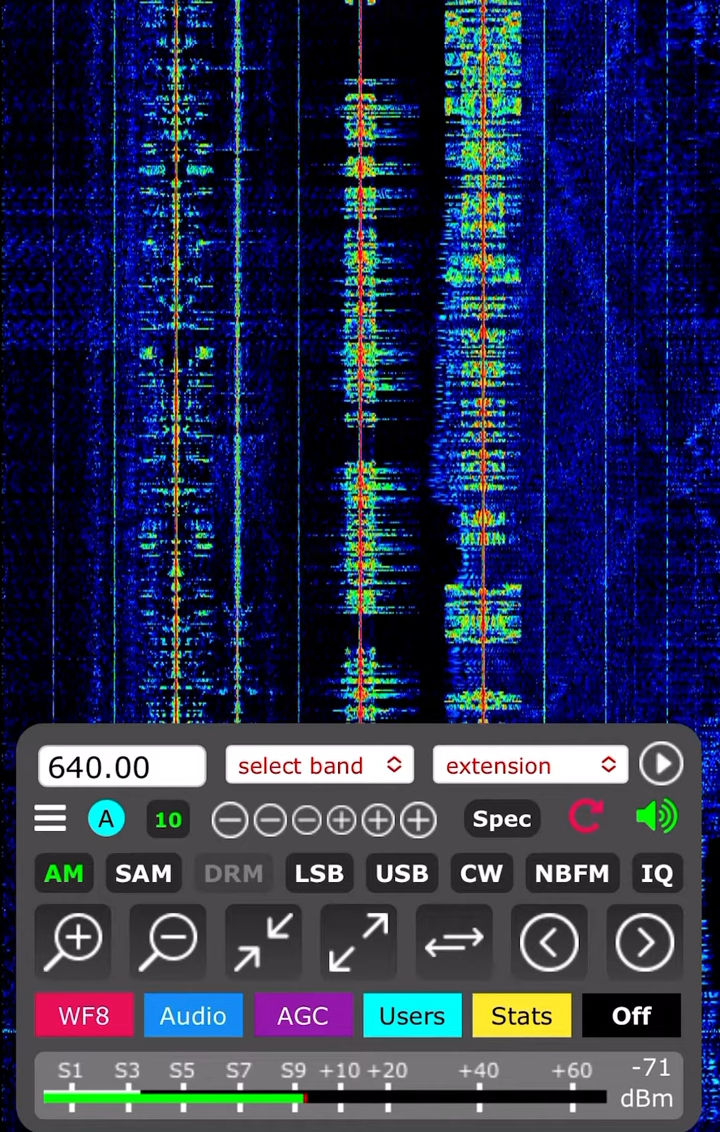 640.00 select band extension
A 10 Spec
AM SAM DRM LSB USB CW NBFM IQ
WF8 Audio AGC Users Stats Off
S1 S3 S5 S7 S9 +10 +20 +40 +60 -71
dBm